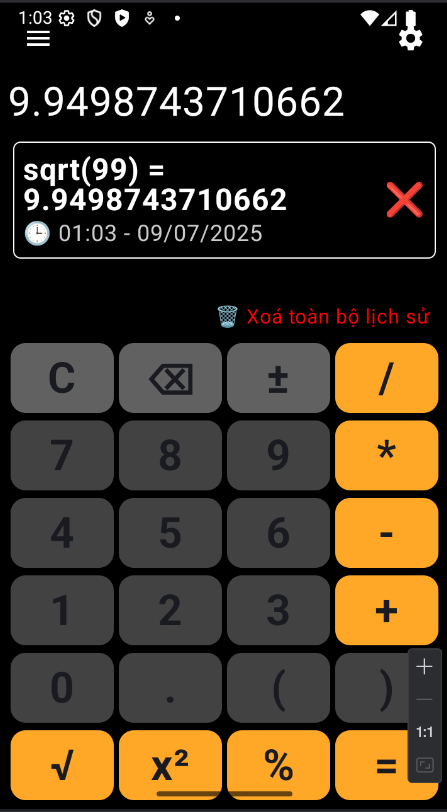 1:03
9.9498743710662
sqrt(99) =
9.9498743710662
🕒 01:03 - 09/07/2025
🗑️ Xoá toàn bộ lịch sử
C ⌫ ± /
7 8 9 *
4 5 6 -
1 2 3 +
0 . ( )
√ x² % =
1:1